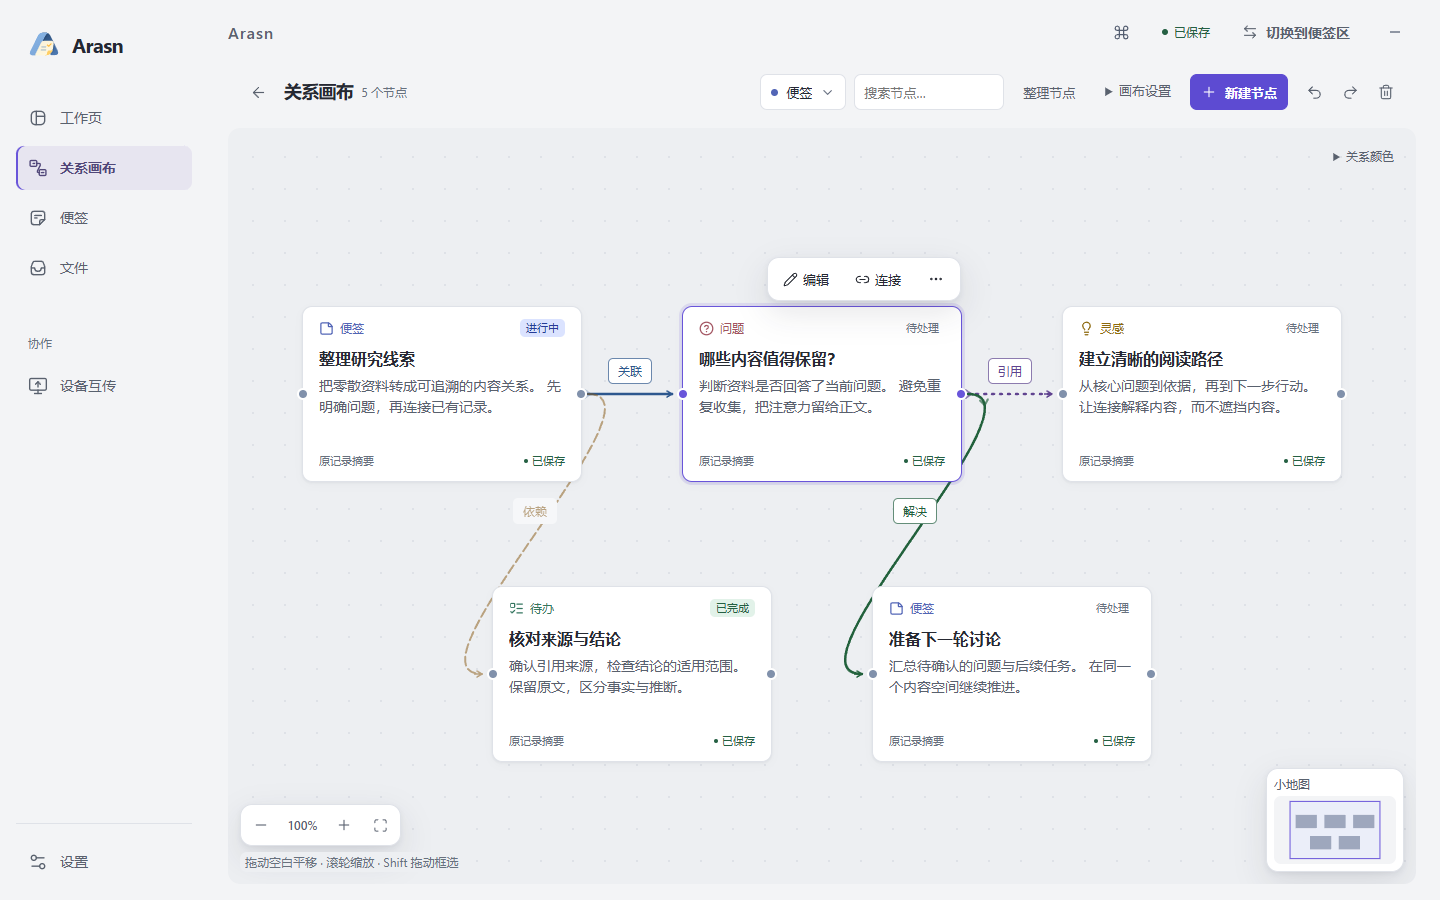 Arasn
Arasn
已保存
切换到便签区
工作页
关系画布
便签
文件
协作
设备互传
设置
关系画布
5 个节点
便签
搜索节点...
整理节点
画布设置
新建节点
关系颜色
编辑
连接
便签
进行中
整理研究线索
把零散资料转成可追溯的内容关系。 先
明确问题，再连接已有记录。
原记录摘要
已保存
关联
问题
待处理
哪些内容值得保留？
判断资料是否回答了当前问题。 避免重
复收集，把注意力留给正文。
原记录摘要
已保存
引用
灵感
待处理
建立清晰的阅读路径
从核心问题到依据，再到下一步行动。
让连接解释内容，而不遮挡内容。
原记录摘要
已保存
依赖
解决
待办
已完成
核对来源与结论
确认引用来源，检查结论的适用范围。
保留原文，区分事实与推断。
原记录摘要
已保存
便签
待处理
准备下一轮讨论
汇总待确认的问题与后续任务。 在同一
个内容空间继续推进。
原记录摘要
已保存
小地图
100%
拖动空白平移 · 滚轮缩放 · Shift 拖动框选